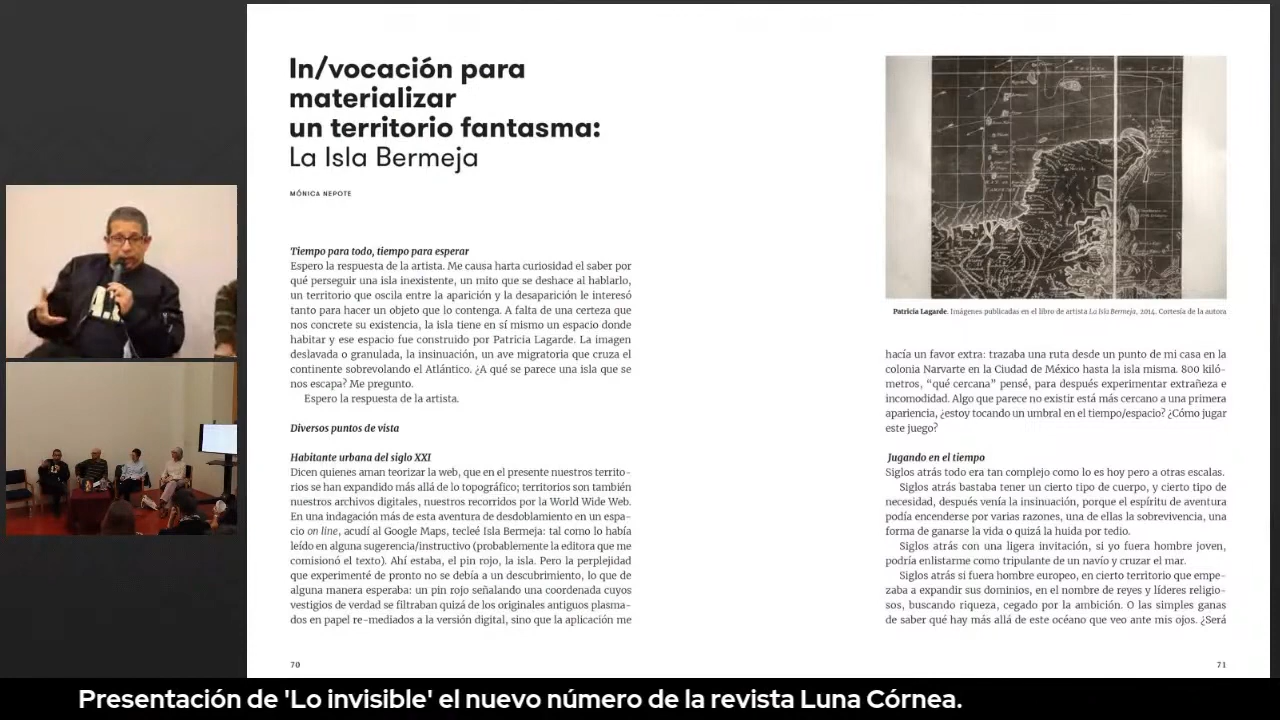 In/vocación para
materializar
un territorio fantasma:
La Isla Bermeja
MÓNICA NEPOTE
Tiempo para todo, tiempo para esperar
Espero la respuesta de la artista. Me causa harta curiosidad el saber por
qué perseguir una isla inexistente, un mito que se deshace al hablarlo,
un territorio que oscila entre la aparición y la desaparición le interesó
tanto para hacer un objeto que lo contenga. A falta de una certeza que
nos concrete su existencia, la isla tiene en sí mismo un espacio donde
habitar y ese espacio fue construido por Patricia Lagarde. La imagen
deslavada o granulada, la insinuación, un ave migratoria que cruza el
continente sobrevolando el Atlántico. ¿A qué se parece una isla que se
nos escapa? Me pregunto.
Espero la respuesta de la artista.
Diversos puntos de vista
Habitante urbana del siglo XXI
Dicen quienes aman teorizar la web, que en el presente nuestros territo-
rios se han expandido más allá de lo topográfico; territorios son también
nuestros archivos digitales, nuestros recorridos por la World Wide Web.
En una indagación más de esta aventura de desdoblamiento en un espa-
cio on line, acudí al Google Maps, tecleé Isla Bermeja: tal como lo había
leído en alguna sugerencia/instructivo (probablemente la editora que me
comisionó el texto). Ahí estaba, el pin rojo, la isla. Pero la perplejidad
que experimenté de pronto no se debía a un descubrimiento, lo que de
alguna manera esperaba: un pin rojo señalando una coordenada cuyos
vestigios de verdad se filtraban quizá de los originales antiguos plasma-
dos en papel re-mediados a la versión digital, sino que la aplicación me
70
Patricia Lagarde. Imágenes publicadas en el libro de artista La Isla Bermeja, 2014. Cortesía de la autora
hacía un favor extra: trazaba una ruta desde un punto de mi casa en la
colonia Narvarte en la Ciudad de México hasta la isla misma. 800 kiló-
metros, “qué cercana” pensé, para después experimentar extrañeza e
incomodidad. Algo que parece no existir está más cercano a una primera
apariencia, ¿estoy tocando un umbral en el tiempo/espacio? ¿Cómo jugar
este juego?
Jugando en el tiempo
Siglos atrás todo era tan complejo como lo es hoy pero a otras escalas.
Siglos atrás bastaba tener un cierto tipo de cuerpo, y cierto tipo de
necesidad, después venía la insinuación, porque el espíritu de aventura
podía encenderse por varias razones, una de ellas la sobrevivencia, una
forma de ganarse la vida o quizá la huida por tedio.
Siglos atrás con una ligera invitación, si yo fuera hombre joven,
podría enlistarme como tripulante de un navío y cruzar el mar.
Siglos atrás si fuera hombre europeo, en cierto territorio que empe-
zaba a expandir sus dominios, en el nombre de reyes y líderes religio-
sos, buscando riqueza, cegado por la ambición. O las simples ganas
de saber qué hay más allá de este océano que veo ante mis ojos. ¿Será
71
Presentación de 'Lo invisible' el nuevo número de la revista Luna Córnea.